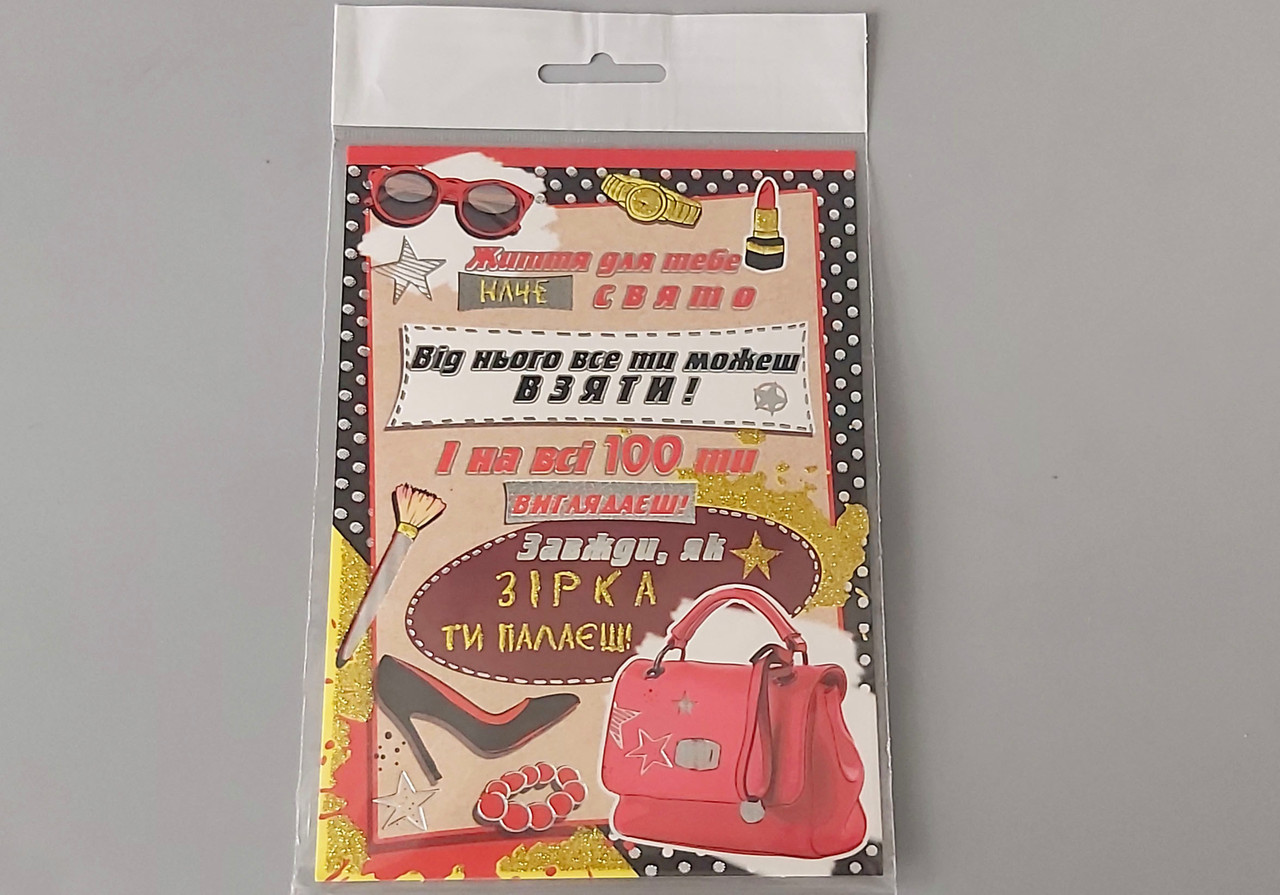 Життя для тебе
НАЧЕ СВЯТО
Від нього все ти можеш
ВЗЯТИ!
І на всі 100 ти
ВИГЛЯДАЄШ!
Завжди, як
ЗІРКА
ТИ ПАЛАЄШ!